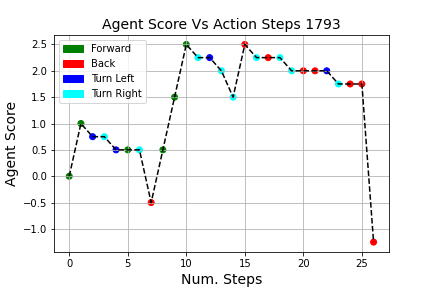 Agent Score Vs Action Steps 1793
Agent Score
2.5
2.0
1.5
1.0
0.5
0.0
−0.5
−1.0
Forward
Back
Turn Left
Turn Right
0 5 10 15 20 25
Num. Steps